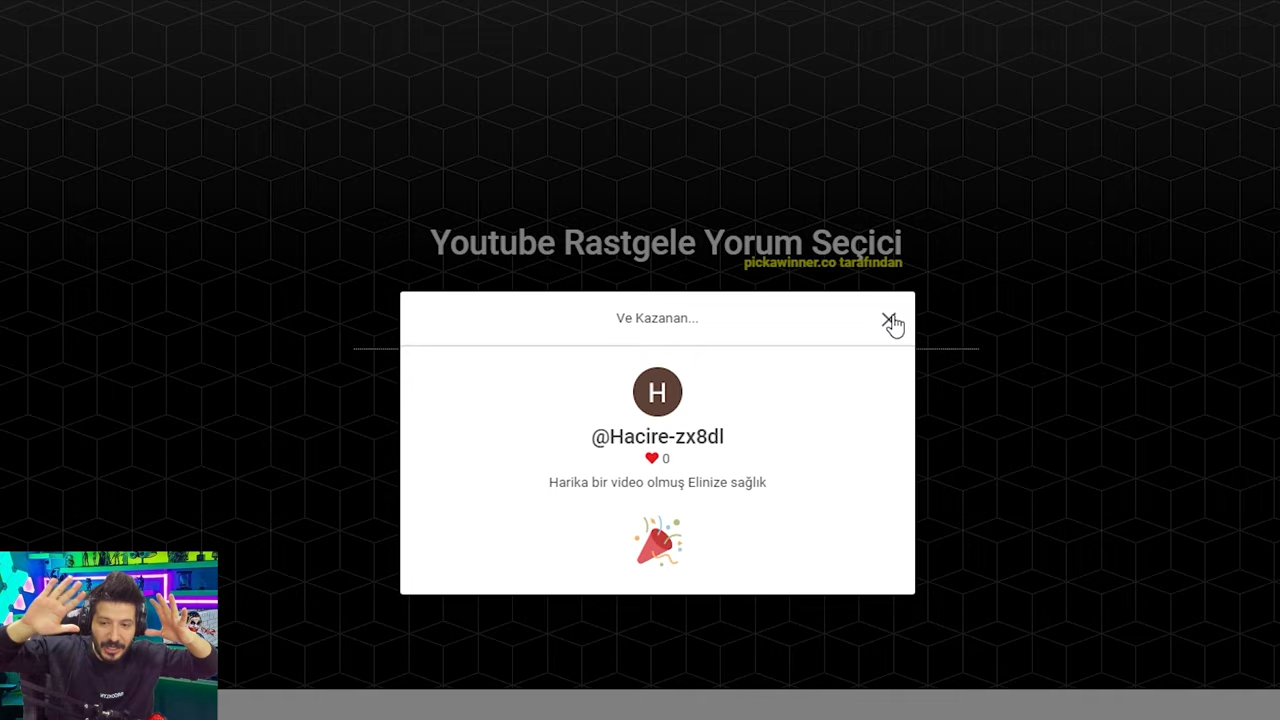 Youtube Rastgele Yorum Seçici
pickawinner.co tarafından
Ve Kazanan...
H
@Hacire-zx8dl
0
Harika bir video olmuş Elinize sağlık